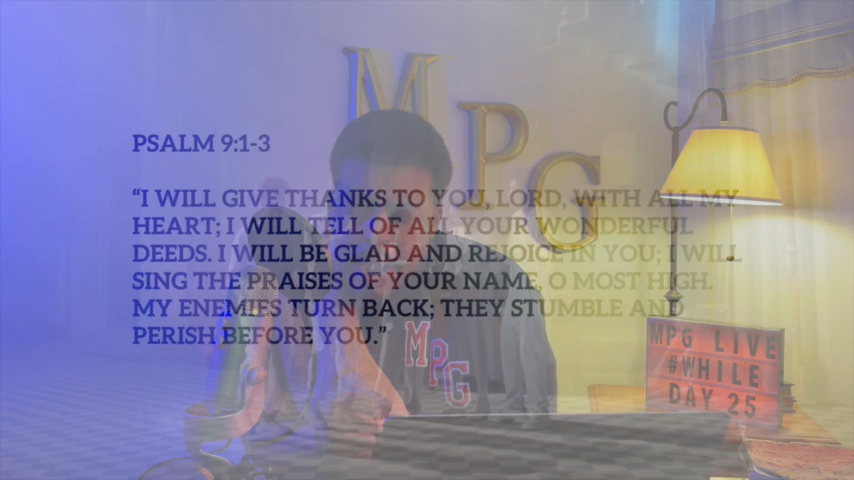 MPG
PSALM 9:1-3
“I WILL GIVE THANKS TO YOU, LORD, WITH ALL MY
HEART; I WILL TELL OF ALL YOUR WONDERFUL
DEEDS. I WILL BE GLAD AND REJOICE IN YOU; I WILL
SING THE PRAISES OF YOUR NAME, O MOST HIGH.
MY ENEMIES TURN BACK; THEY STUMBLE AND
PERISH BEFORE YOU.”
MPG
MPG LIVE
#WHILE
DAY 25